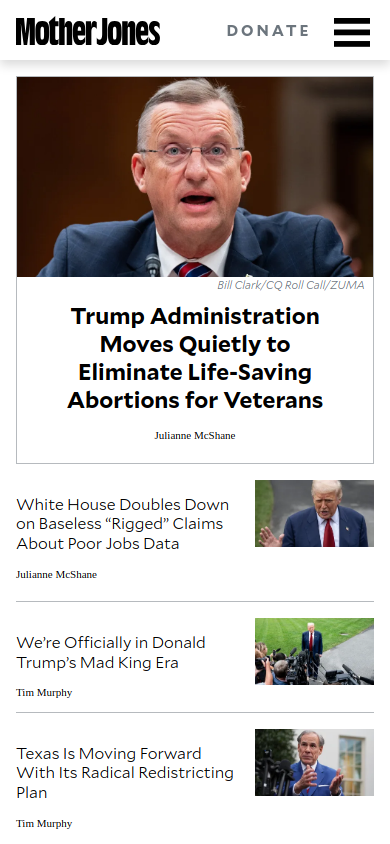 Mother Jones
DONATE
Bill Clark/CQ Roll Call/ZUMA
Trump Administration
Moves Quietly to
Eliminate Life-Saving
Abortions for Veterans
Julianne McShane
White House Doubles Down
on Baseless “Rigged” Claims
About Poor Jobs Data
Julianne McShane
We’re Officially in Donald
Trump’s Mad King Era
Tim Murphy
Texas Is Moving Forward
With Its Radical Redistricting
Plan
Tim Murphy